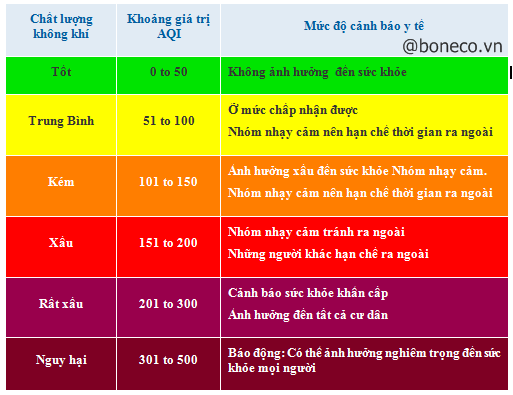 Chất lượng
không khí
Khoảng giá trị
AQI
Mức độ cảnh báo y tế
@boneco.vn
Tốt
0 to 50
Không ảnh hưởng đến sức khỏe
Trung Bình
51 to 100
Ở mức chấp nhận được
Nhóm nhạy cảm nên hạn chế thời gian ra ngoài
Kém
101 to 150
Ảnh hưởng xấu đến sức khỏe Nhóm nhạy cảm.
Nhóm nhạy cảm nên hạn chế thời gian ra ngoài
Xấu
151 to 200
Nhóm nhạy cảm tránh ra ngoài
Những người khác hạn chế ra ngoài
Rất xấu
201 to 300
Cảnh báo sức khỏe khẩn cấp
Ảnh hưởng đến tất cả cư dân
Nguy hại
301 to 500
Báo động: Có thể ảnh hưởng nghiêm trọng đến sức
khỏe mọi người